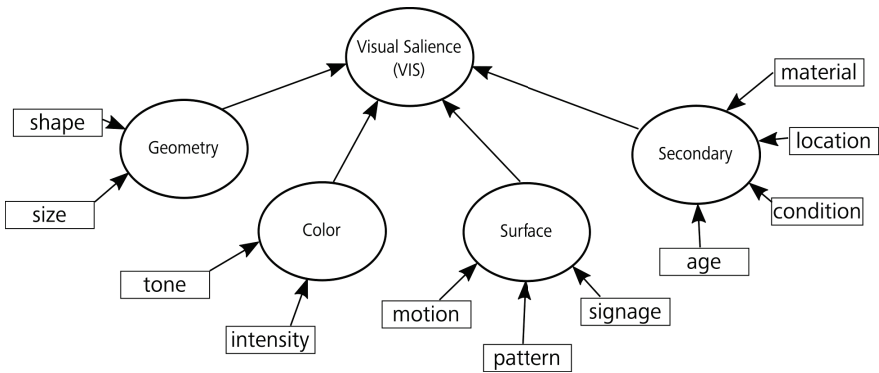 Visual Salience
(VIS)
material
shape
Geometry
location
Secondary
size
condition
Color
Surface
age
tone
motion
signage
intensity
pattern